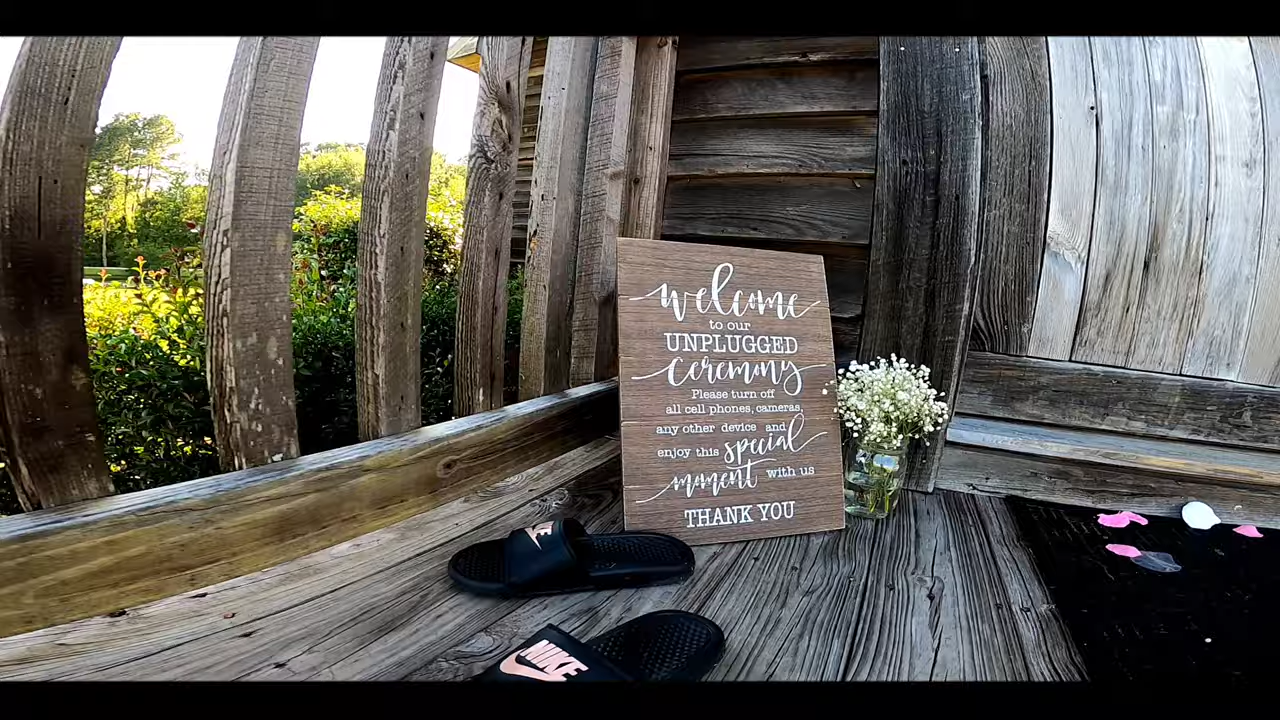 welcome
to our
UNPLUGGED
ceremony
Please turn off
all cell phones, cameras,
any other device and
enjoy this special
moment with us
THANK YOU
NIKE
NIKE